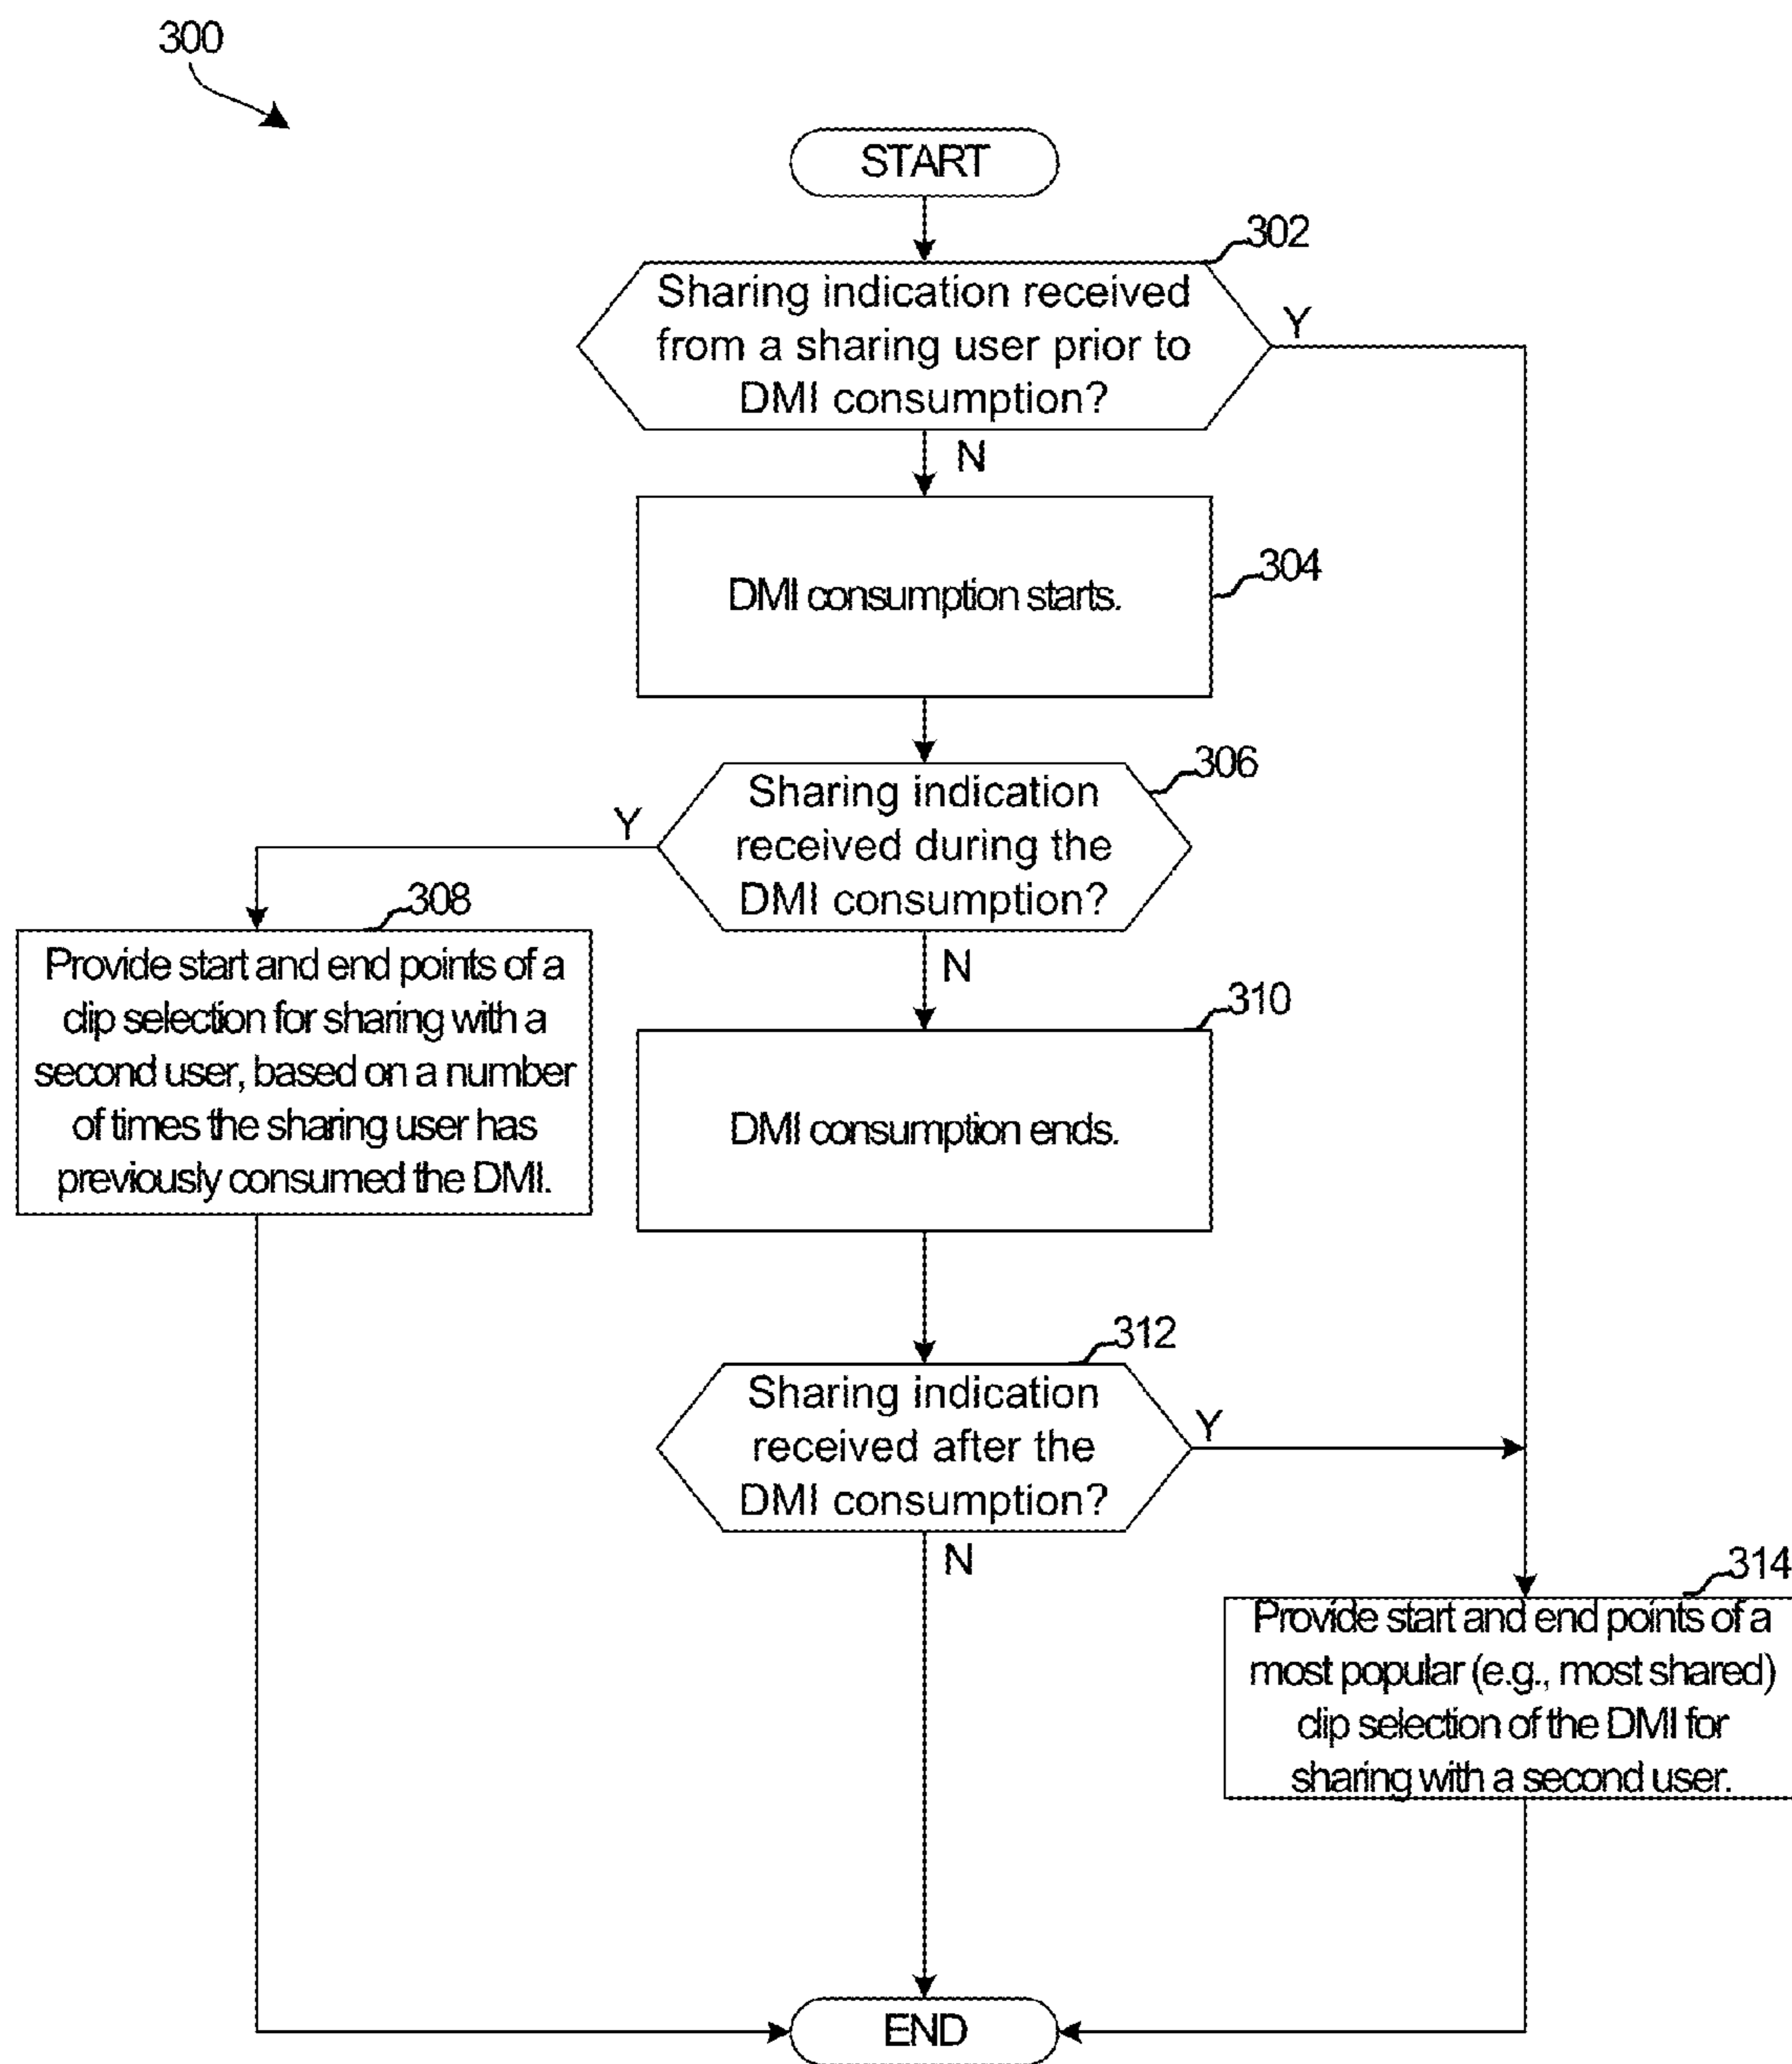 300
START
302
Sharing indication received
from a sharing user prior to
DMI consumption?
Y
N
304
DMI consumption starts.
306
Sharing indication
received during the
DMI consumption?
Y
N
308
Provide start and end points of a
clip selection for sharing with a
second user, based on a number
of times the sharing user has
previously consumed the DMI.
310
DMI consumption ends.
312
Sharing indication
received after the
DMI consumption?
Y
N
314
Provide start and end points of a
most popular (e.g., most shared)
clip selection of the DMI for
sharing with a second user.
END